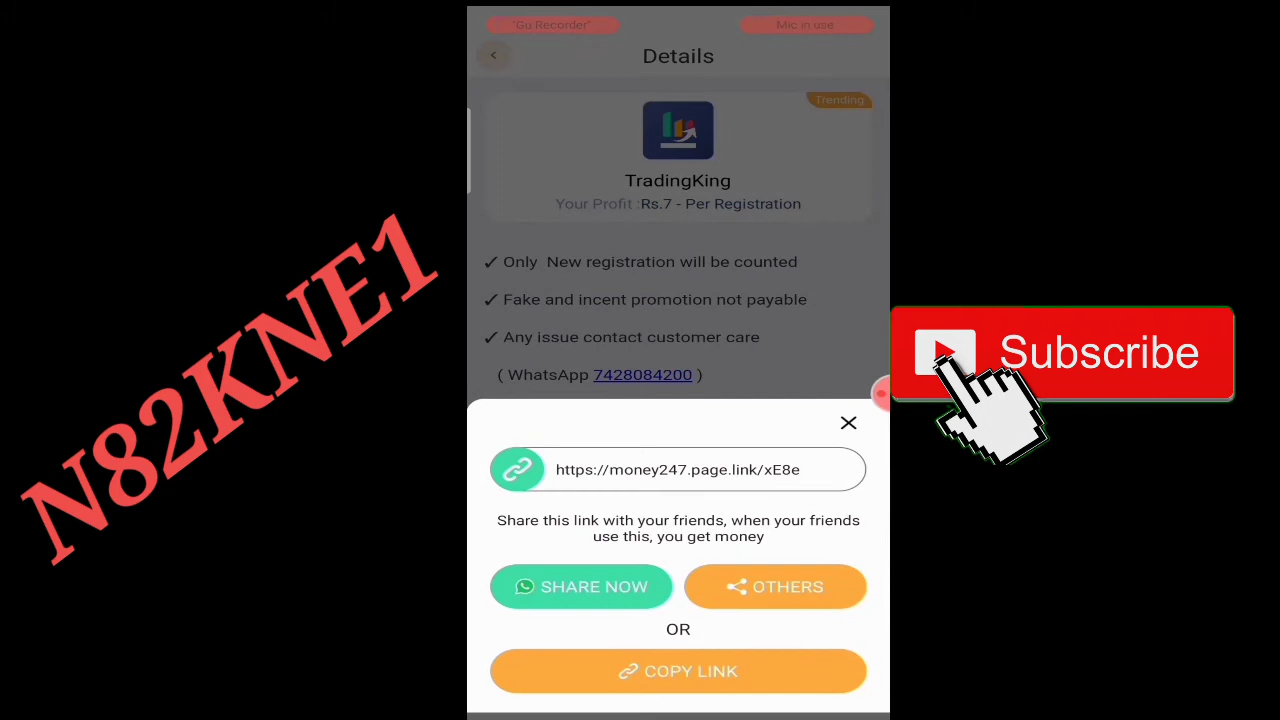 "Gu Recorder"
Mic in use
<
Details
Trending
TradingKing
Your Profit :Rs.7 - Per Registration
✓ Only New registration will be counted
✓ Fake and incent promotion not payable
✓ Any issue contact customer care
( WhatsApp 7428084200 )
N82KNE1
Subscribe
https://money247.page.link/xE8e
Share this link with your friends, when your friends
use this, you get money
SHARE NOW
OTHERS
OR
COPY LINK